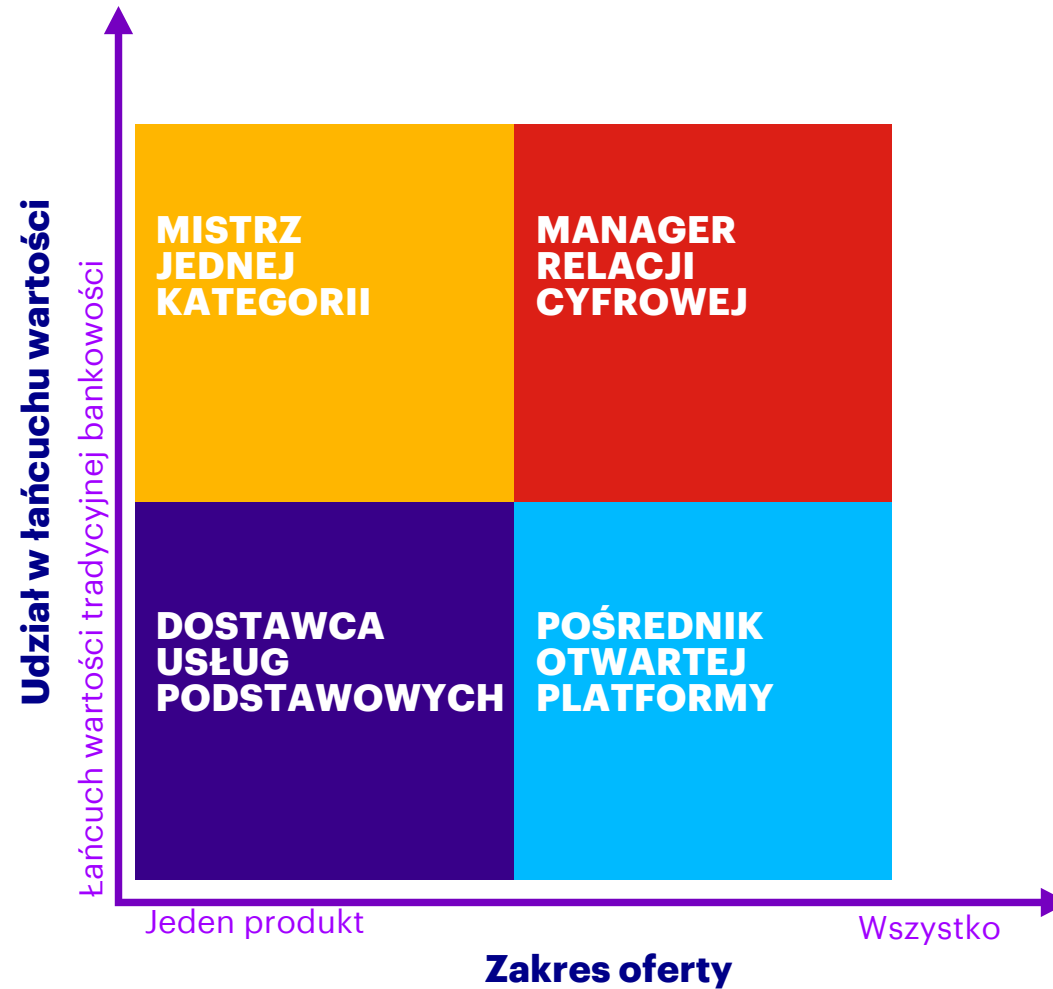 Udział w łańcuchu wartości
Łańcuch wartości tradycyjnej bankowości
MISTRZ
JEDNEJ
KATEGORII
MANAGER
RELACJI
CYFROWEJ
DOSTAWCA
USŁUG
PODSTAWOWYCH
POŚREDNIK
OTWARTEJ
PLATFORMY
Jeden produkt
Wszystko
Zakres oferty